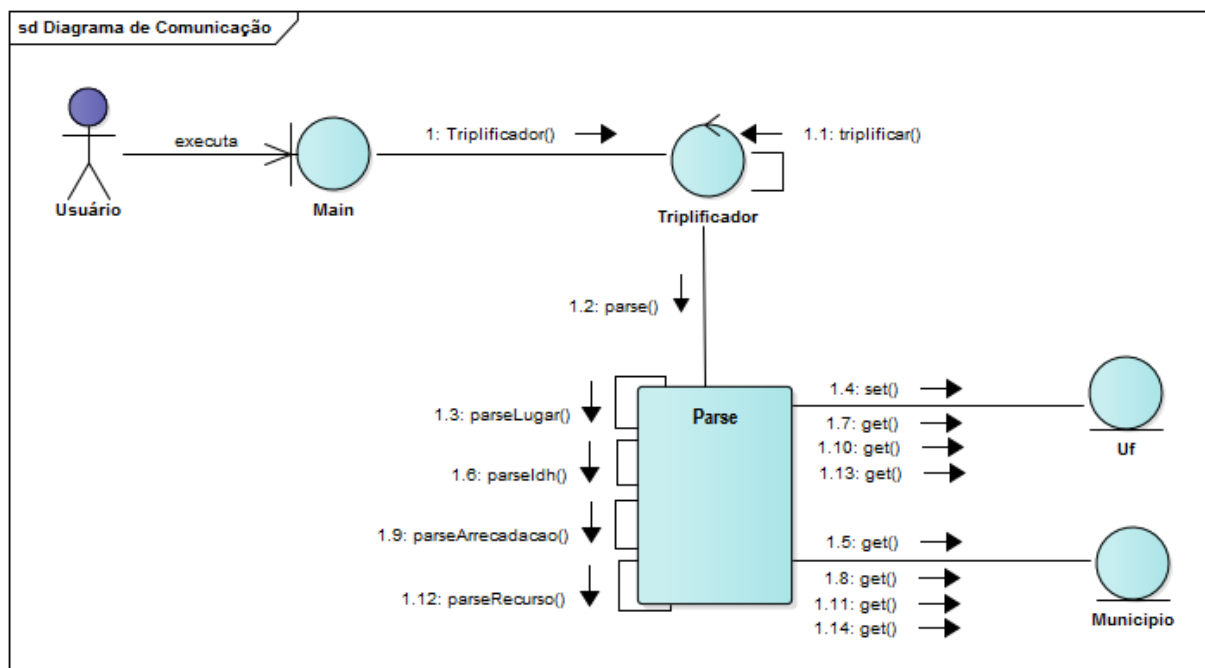 sd Diagrama de Comunicação
executa
1: Triplificador()
1.1: triplificar()
Usuário
Main
Triplificador
1.2: parse()
1.3: parseLugar()
Parse
1.4: set()
1.7: get()
1.10: get()
1.13: get()
Uf
1.6: parseIdh()
1.9: parseArrecadacao()
1.12: parseRecurso()
1.5: get()
1.8: get()
1.11: get()
1.14: get()
Municipio